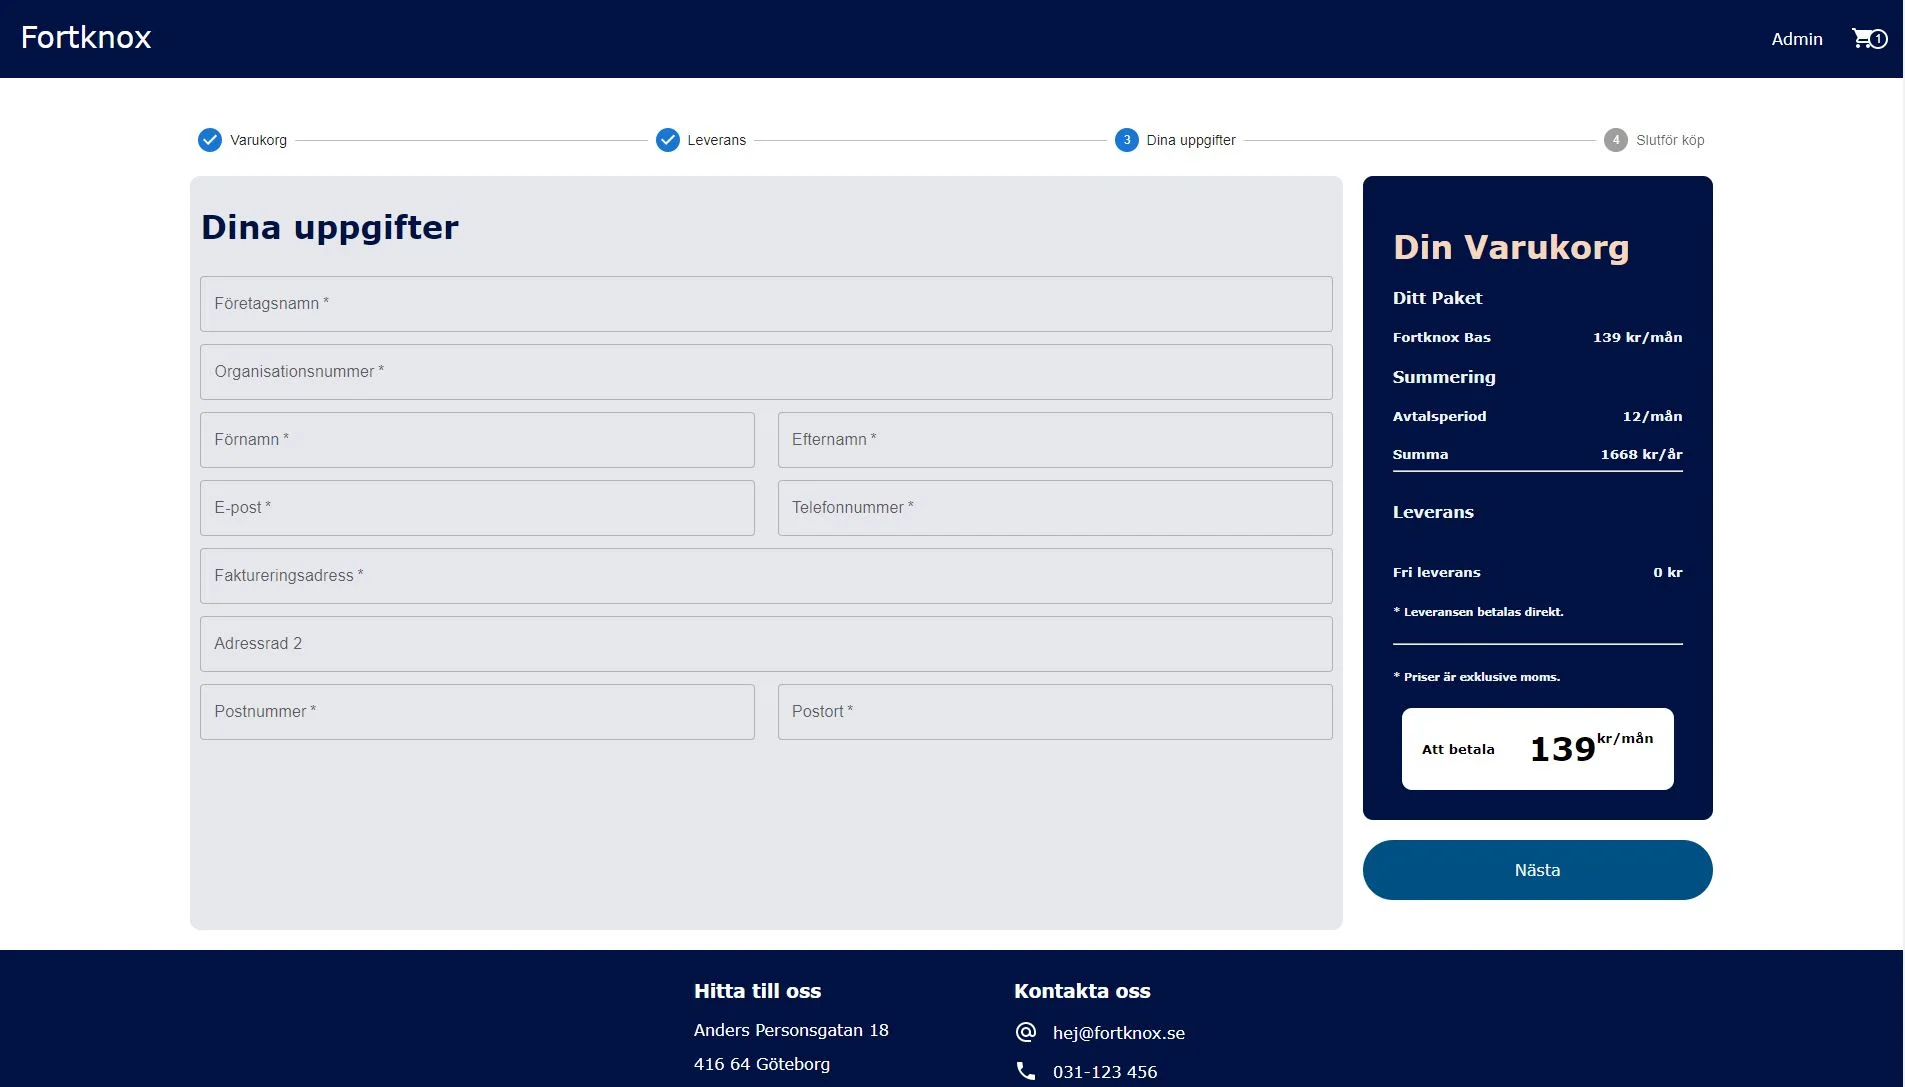 Fortknox
Admin
1
Varukorg
Leverans
3 Dina uppgifter
4 Slutför köp
Dina uppgifter
Företagsnamn *
Organisationsnummer *
Förnamn *
Efternamn *
E-post *
Telefonnummer *
Faktureringsadress *
Adressrad 2
Postnummer *
Postort *
Din Varukorg
Ditt Paket
Fortknox Bas 139 kr/mån
Summering
Avtalsperiod 12/mån
Summa 1668 kr/år
Leverans
Fri leverans 0 kr
* Leveransen betalas direkt.
* Priser är exklusive moms.
Att betala 139 kr/mån
Nästa
Hitta till oss
Anders Personsgatan 18
416 64 Göteborg
Kontakta oss
hej@fortknox.se
031-123 456